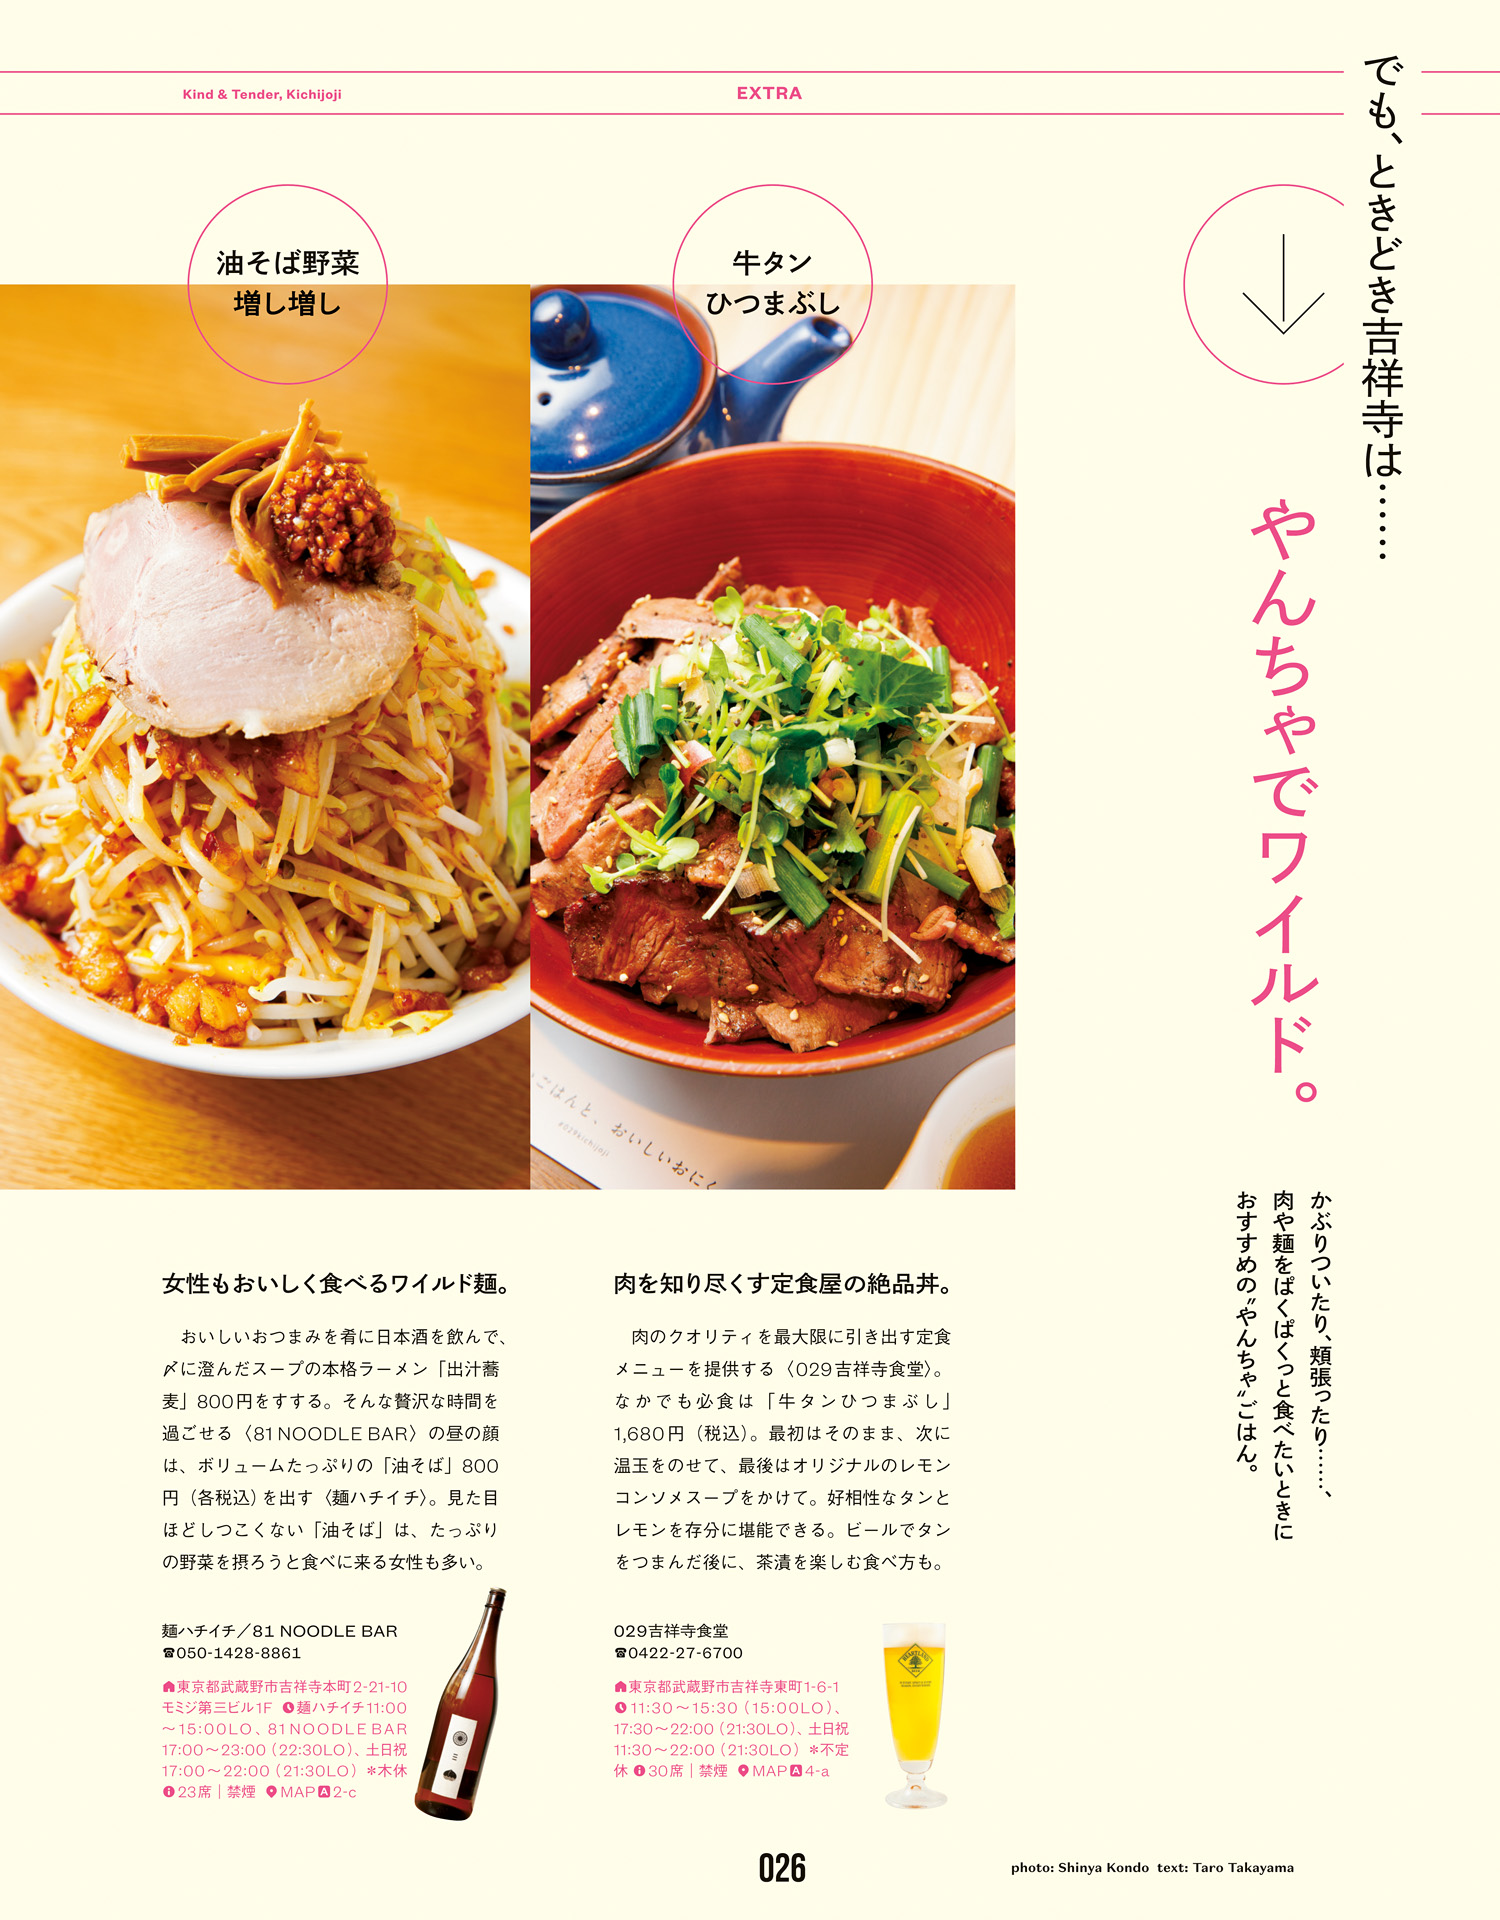 Kind & Tender, Kichijoji
EXTRA
でも、ときどき吉祥寺は……
やんちゃでワイルド。
かぶりついたり、頬張ったり……、
肉や麺をぱくぱくっと食べたいときに
おすすめの〝やんちゃ〟ごはん。
牛タン
ひつまぶし
ごはんと、おいしいおにく
#029kichijoji
肉を知り尽くす定食屋の絶品丼。
肉のクオリティを最大限に引き出す定食
メニューを提供する〈029吉祥寺食堂〉。
なかでも必食は「牛タンひつまぶし」
1,680円（税込）。最初はそのまま、次に
温玉をのせて、最後はオリジナルのレモン
コンソメスープをかけて。好相性なタンと
レモンを存分に堪能できる。ビールでタン
をつまんだ後に、茶漬を楽しむ食べ方も。
029吉祥寺食堂
☎0422-27-6700
東京都武蔵野市吉祥寺東町1-6-1
11:30～15:30（15:00LO）、
17:30～22:00（21:30LO）、土日祝
11:30～22:00（21:30LO）＊不定
休 30席｜禁煙 MAP A 4-a
HEARTLAND
BEER
油そば野菜
増し増し
女性もおいしく食べるワイルド麺。
おいしいおつまみを肴に日本酒を飲んで、
〆に澄んだスープの本格ラーメン「出汁蕎
麦」800円をすする。そんな贅沢な時間を
過ごせる〈81 NOODLE BAR〉の昼の顔
は、ボリュームたっぷりの「油そば」800
円（各税込）を出す〈麺ハチイチ〉。見た目
ほどしつこくない「油そば」は、たっぷり
の野菜を摂ろうと食べに来る女性も多い。
麺ハチイチ／81 NOODLE BAR
☎050-1428-8861
東京都武蔵野市吉祥寺本町2-21-10
モミジ第三ビル1F 麺ハチイチ11:00
～15:00LO、81 NOODLE BAR
17:00～23:00（22:30LO）、土日祝
17:00～22:00（21:30LO）＊木休
23席｜禁煙 MAP A 2-c
026
photo: Shinya Kondo text: Taro Takayama